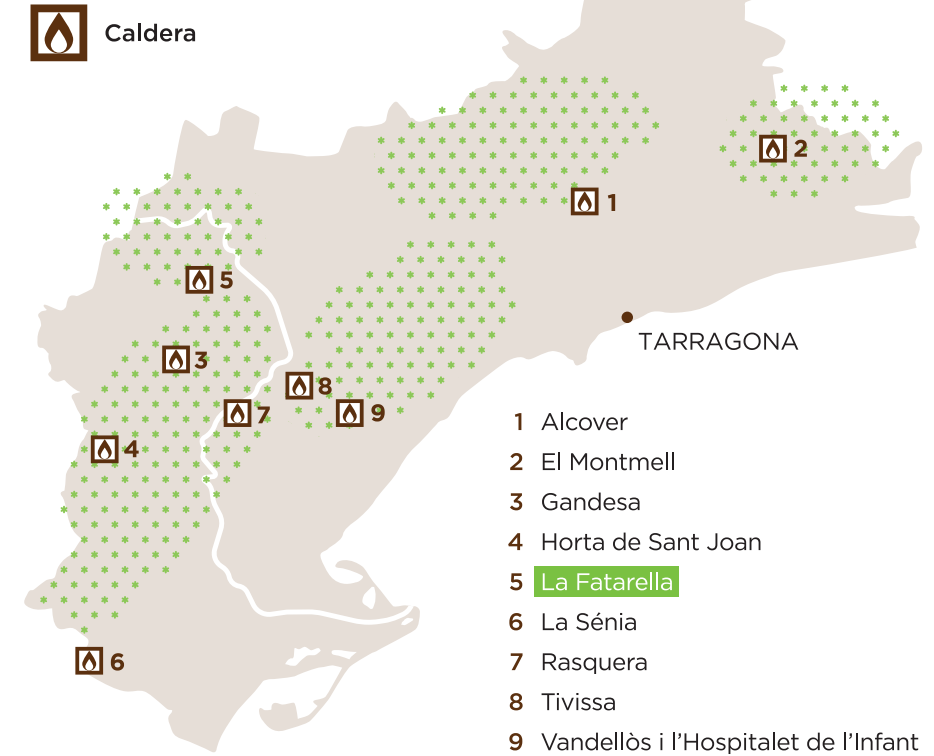 Caldera
2
1
5
TARRAGONA
3
8
7
9
4
6
1 Alcover
2 El Montmell
3 Gandesa
4 Horta de Sant Joan
5 La Fatarella
6 La Sénia
7 Rasquera
8 Tivissa
9 Vandellòs i l'Hospitalet de l'Infant